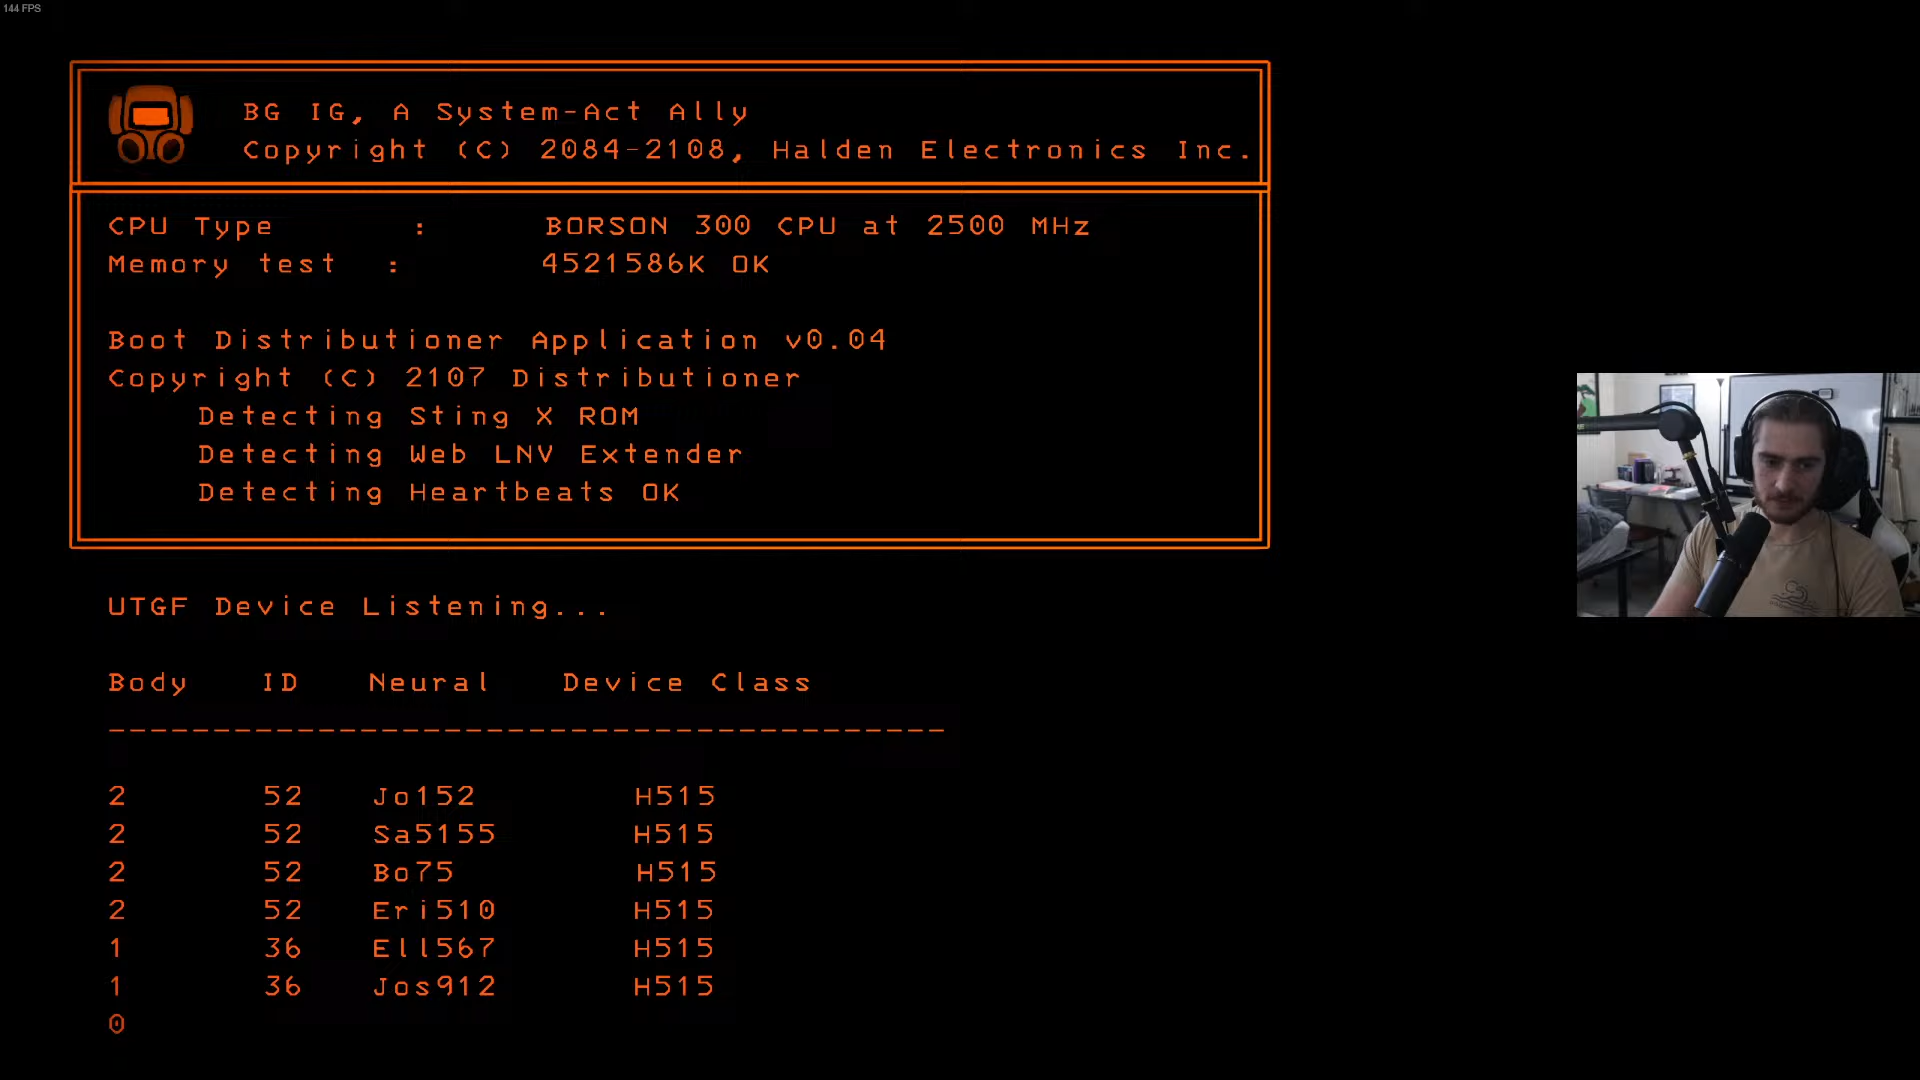 144 FPS
BG IG, A System-Act Ally
Copyright (C) 2084-2108, Halden Electronics Inc.
CPU Type : BORSON 300 CPU at 2500 MHz
Memory test : 4521586K OK
Boot Distributioner Application v0.04
Copyright (C) 2107 Distributioner
Detecting Sting X ROM
Detecting Web LNV Extender
Detecting Heartbeats OK
UTGF Device Listening...
Body ID Neural Device Class
----------------------------------------
2 52 Jo152 H515
2 52 Sa5155 H515
2 52 Bo75 H515
2 52 Eri510 H515
1 36 Ell567 H515
1 36 Jos912 H515
0